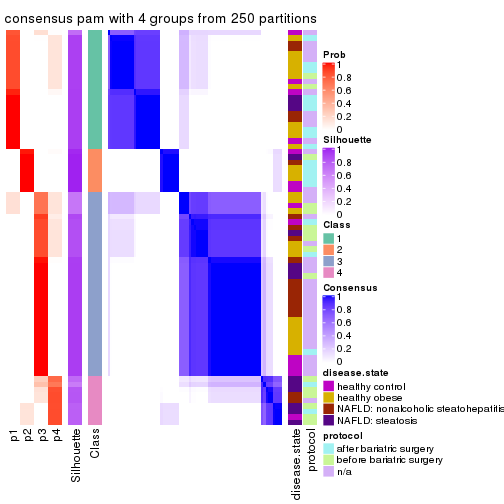 consensus pam with 4 groups from 250 partitions
Prob
1
0.8
0.6
0.4
0.2
0
Silhouette
1
0.8
0.6
0.4
0.2
0
Class
1
2
3
4
Consensus
1
0.8
0.6
0.4
0.2
0
disease.state
healthy control
healthy obese
NAFLD: nonalcoholic steatohepatitis
NAFLD: steatosis
protocol
after bariatric surgery
before bariatric surgery
n/a
p1
p2
p3
p4
Silhouette
Class
disease.state
protocol